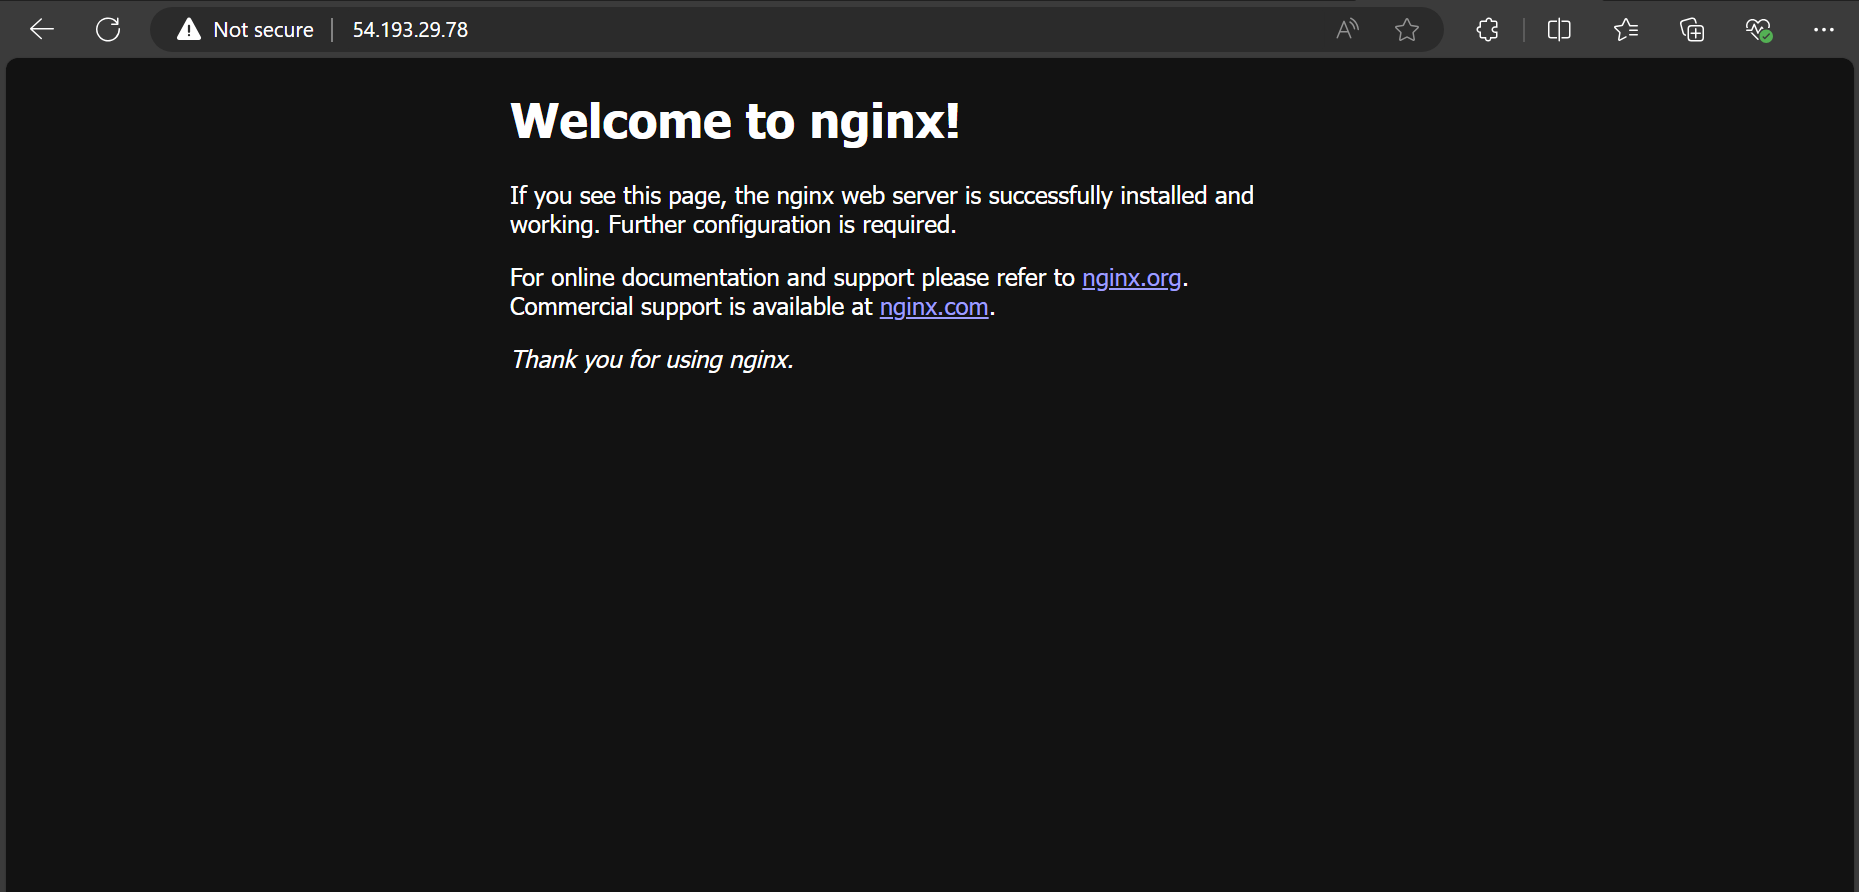 Not secure 54.193.29.78
Welcome to nginx!
If you see this page, the nginx web server is successfully installed and
working. Further configuration is required.
For online documentation and support please refer to nginx.org.
Commercial support is available at nginx.com.
Thank you for using nginx.